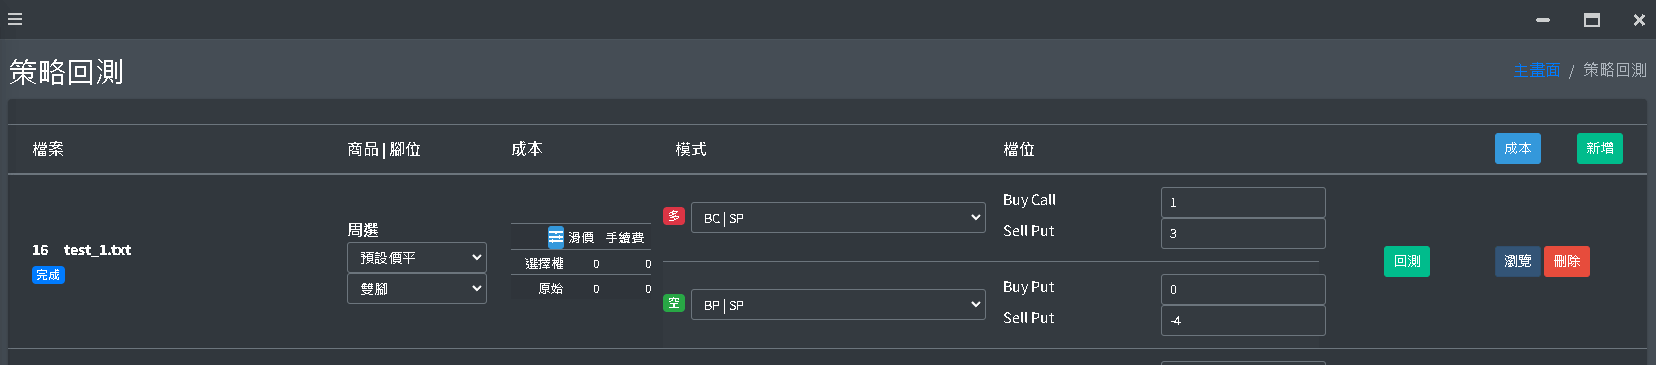 策略回測
主畫面 / 策略回測
檔案 商品 | 腳位 成本 模式 檔位 成本 新增
16 test_1.txt
完成
周選
預設價平
雙腳
滑價 手續費
選擇權 0 0
原始 0 0
多 BC | SP
空 BP | SP
Buy Call 1
Sell Put 3
Buy Put 0
Sell Put -4
回測 瀏覽 刪除